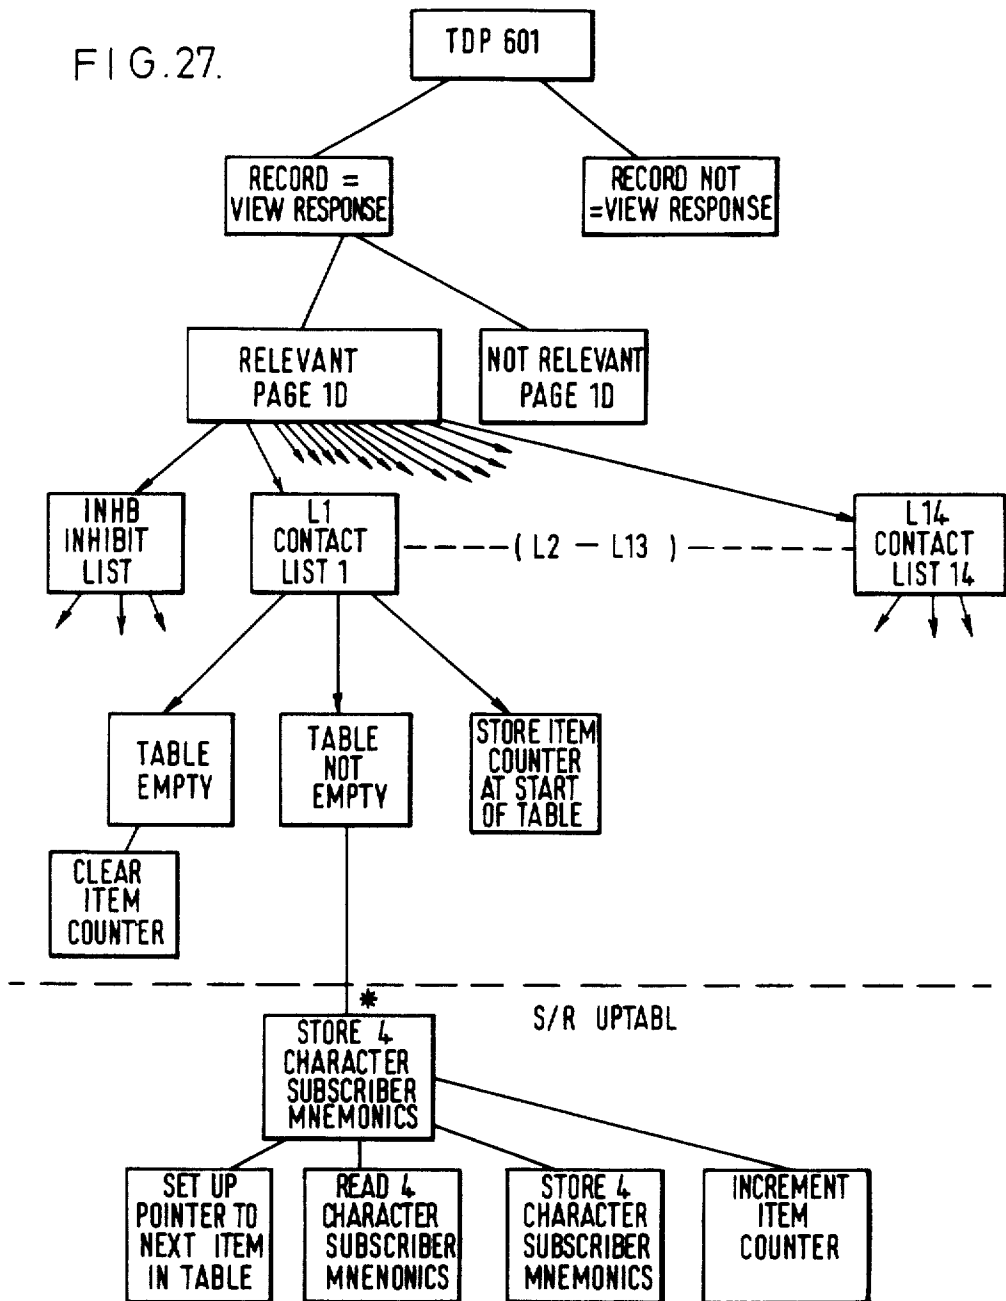 FIG.27.
TDP 601
RECORD =
VIEW RESPONSE
RECORD NOT
=VIEW RESPONSE
RELEVANT
PAGE 1D
NOT RELEVANT
PAGE 1D
INHB
INHIBIT
LIST
L1
CONTACT
LIST 1
( L2 — L13 )
L14
CONTACT
LIST 14
TABLE
EMPTY
TABLE
NOT
EMPTY
STORE ITEM
COUNTER
AT START
OF TABLE
CLEAR
ITEM
COUNTER
*
S/R UPTABL
STORE 4
CHARACTER
SUBSCRIBER
MNEMONICS
SET UP
POINTER TO
NEXT ITEM
IN TABLE
READ 4
CHARACTER
SUBSCRIBER
MNENONICS
STORE 4
CHARACTER
SUBSCRIBER
MNEMONICS
INCREMENT
ITEM
COUNTER